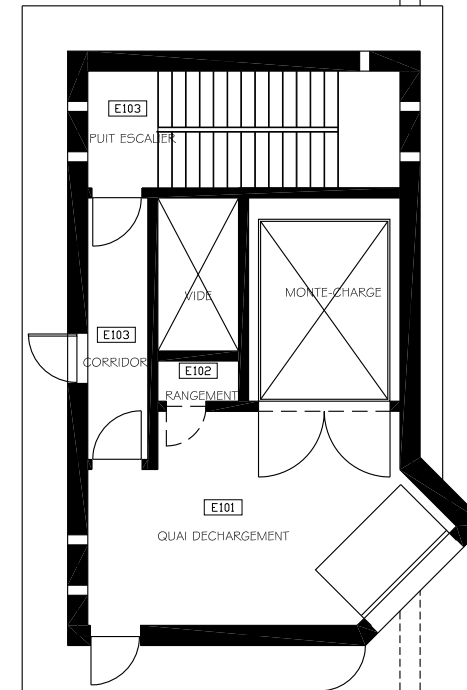 E103
PUIT ESCALIER
VIDE
MONTE-CHARGE
E103
CORRIDOR
E102
RANGEMENT
E101
QUAI DECHARGEMENT